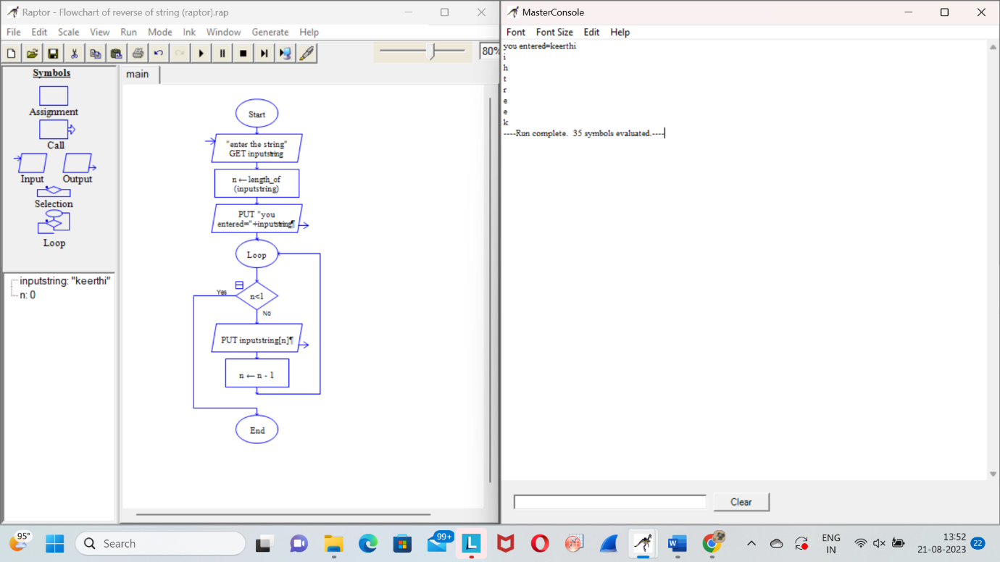 Raptor - Flowchart of reverse of string (raptor).rap
File Edit Scale View Run Mode Ink Window Generate Help
80%
Symbols
Assignment
Call
Input Output
Selection
Loop
inputstring: "keerthi"
n: 0
main
Start
"enter the string"
GET inputstring
n ← length_of
(inputstring)
PUT "you
entered="+inputstring¶
Loop
Yes
n<1
No
PUT inputstring[n]¶
n ← n - 1
End
MasterConsole
Font Font Size Edit Help
you entered=keerthi
i
h
t
r
e
e
k
----Run complete.  35 symbols evaluated.----
Clear
95°
Search
99+
L
W
ENG
IN
13:52
21-08-2023
22